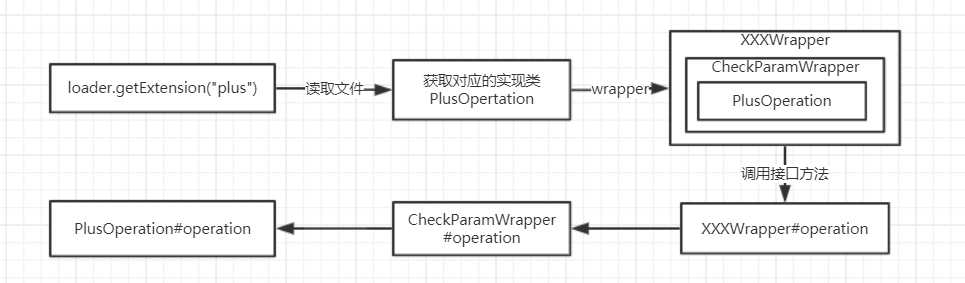 loader.getExtension("plus")
读取文件
获取对应的实现类
PlusOpertation
wrapper
XXXWrapper
CheckParamWrapper
PlusOperation
调用接口方法
XXXWrapper#operation
CheckParamWrapper
#operation
PlusOperation#operation